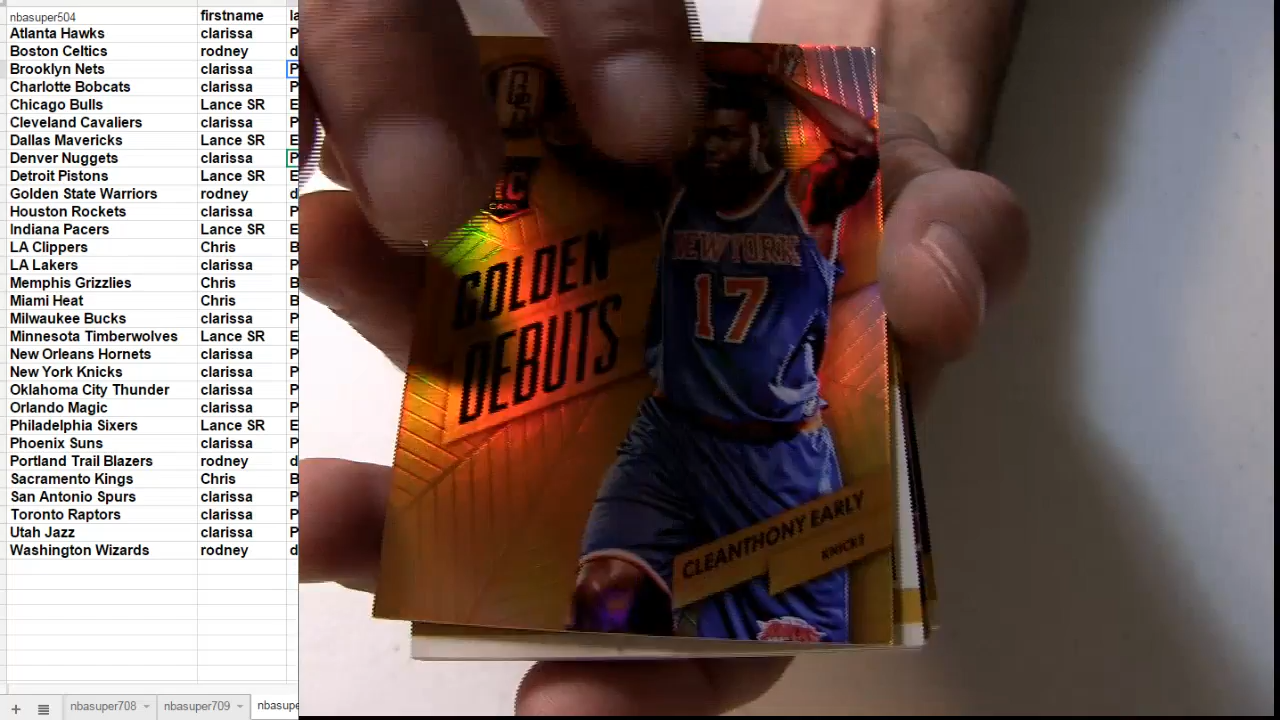 nbasuper504 firstname la
Atlanta Hawks clarissa P
Boston Celtics rodney d
Brooklyn Nets clarissa P
Charlotte Bobcats clarissa P
Chicago Bulls Lance SR E
Cleveland Cavaliers clarissa P
Dallas Mavericks Lance SR E
Denver Nuggets clarissa P
Detroit Pistons Lance SR E
Golden State Warriors rodney d
Houston Rockets clarissa P
Indiana Pacers Lance SR E
LA Clippers Chris B
LA Lakers clarissa P
Memphis Grizzlies Chris B
Miami Heat Chris B
Milwaukee Bucks clarissa P
Minnesota Timberwolves Lance SR E
New Orleans Hornets clarissa P
New York Knicks clarissa P
Oklahoma City Thunder clarissa P
Orlando Magic clarissa P
Philadelphia Sixers Lance SR E
Phoenix Suns clarissa P
Portland Trail Blazers rodney d
Sacramento Kings Chris B
San Antonio Spurs clarissa P
Toronto Raptors clarissa P
Utah Jazz clarissa P
Washington Wizards rodney d
nbasuper708 nbasuper709 nbasupe
GOLDEN
DEBUTS
NEW YORK
17
CLEANTHONY EARLY
KNICKS